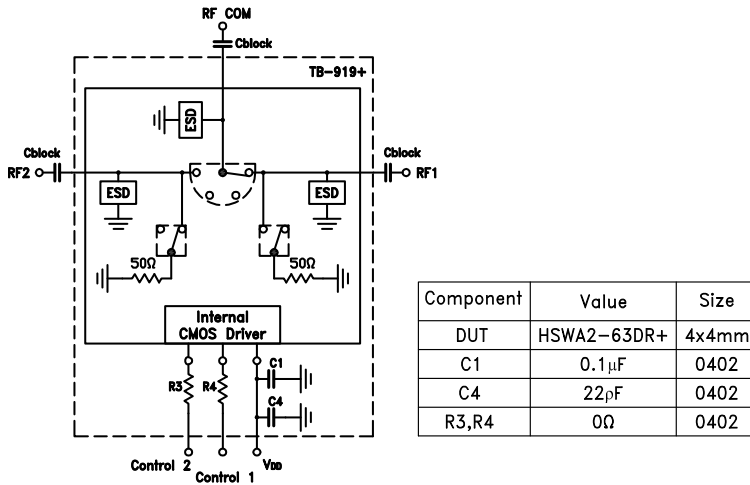 RF COM
Cblock
TB-919+
ESD
Cblock
Cblock
RF2
RF1
ESD
ESD
50Ω
50Ω
Internal
CMOS Driver
R3
R4
C1
C4
Control 2
Control 1
VDD
Component Value Size
DUT HSWA2-63DR+ 4x4mm
C1 0.1µF 0402
C4 22pF 0402
R3,R4 0Ω 0402